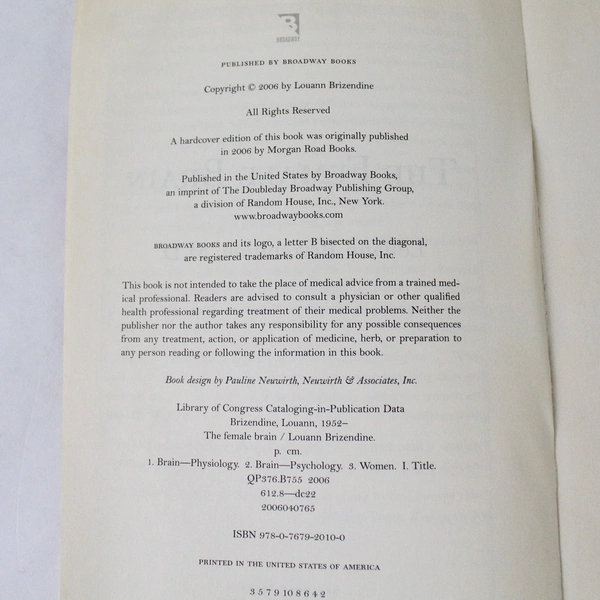 B
BROADWAY
PUBLISHED BY BROADWAY BOOKS
Copyright © 2006 by Louann Brizendine
All Rights Reserved
A hardcover edition of this book was originally published
in 2006 by Morgan Road Books.
Published in the United States by Broadway Books,
an imprint of The Doubleday Broadway Publishing Group,
a division of Random House, Inc., New York.
www.broadwaybooks.com
BROADWAY BOOKS and its logo, a letter B bisected on the diagonal,
are registered trademarks of Random House, Inc.
This book is not intended to take the place of medical advice from a trained med-
ical professional. Readers are advised to consult a physician or other qualified
health professional regarding treatment of their medical problems. Neither the
publisher nor the author takes any responsibility for any possible consequences
from any treatment, action, or application of medicine, herb, or preparation to
any person reading or following the information in this book.
Book design by Pauline Neuwirth, Neuwirth & Associates, Inc.
Library of Congress Cataloging-in-Publication Data
Brizendine, Louann, 1952–
The female brain / Louann Brizendine.
p. cm.
1. Brain—Physiology. 2. Brain—Psychology. 3. Women. I. Title.
QP376.B755 2006
612.8—dc22
2006040765
ISBN 978-0-7679-2010-0
PRINTED IN THE UNITED STATES OF AMERICA
3 5 7 9 10 8 6 4 2